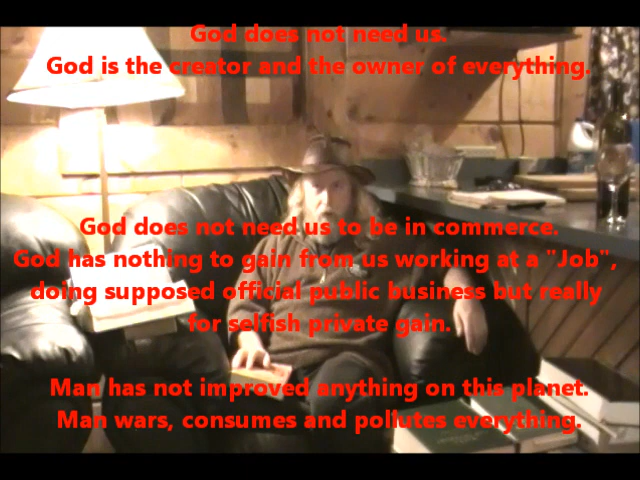 God does not need us.
God is the creator and the owner of everything.
God does not need us to be in commerce.
God has nothing to gain from us working at a "Job",
doing supposed official public business but really
for selfish private gain.
Man has not improved anything on this planet.
Man wars, consumes and pollutes everything.